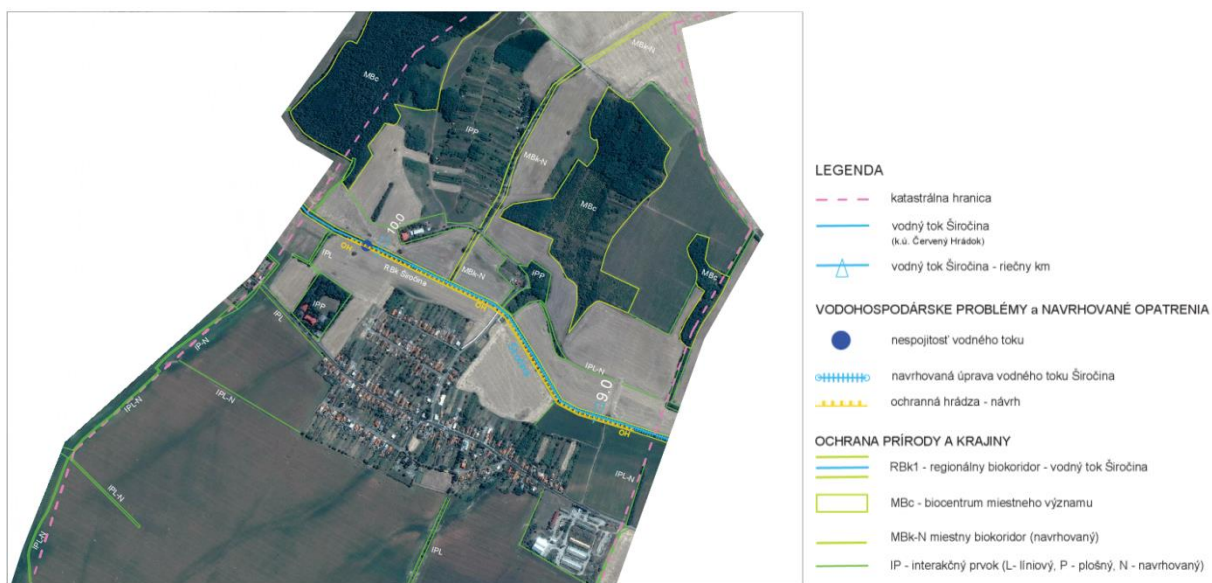 MBk-N
MBc
IPP
MBk-N
MBc
10.0
MBc
OH
IPL
RBk Široćina
MBk-N
IPP
IPP
OH
IPL
IPL-N
9.0
IP-N
IPL-N
OH
IPL-N
IPL-N
IPL-N
IPL
IPL-N
LEGENDA
katastrálna hranica
vodný tok Širočina
(k.ú. Červený Hrádok)
vodný tok Širočina - riečny km
VODOHOSPODÁRSKE PROBLÉMY a NAVRHOVANÉ OPATRENIA
nespojitosť vodného toku
navrhovaná úprava vodného toku Širočina
ochranná hrádza - návrh
OCHRANA PRÍRODY A KRAJINY
RBk1 - regionálny biokoridor - vodný tok Širočina
MBc - biocentrum miestneho významu
MBk-N miestny biokoridor (navrhovaný)
IP - interakčný prvok (L- líniový, P - plošný, N - navrhovaný)